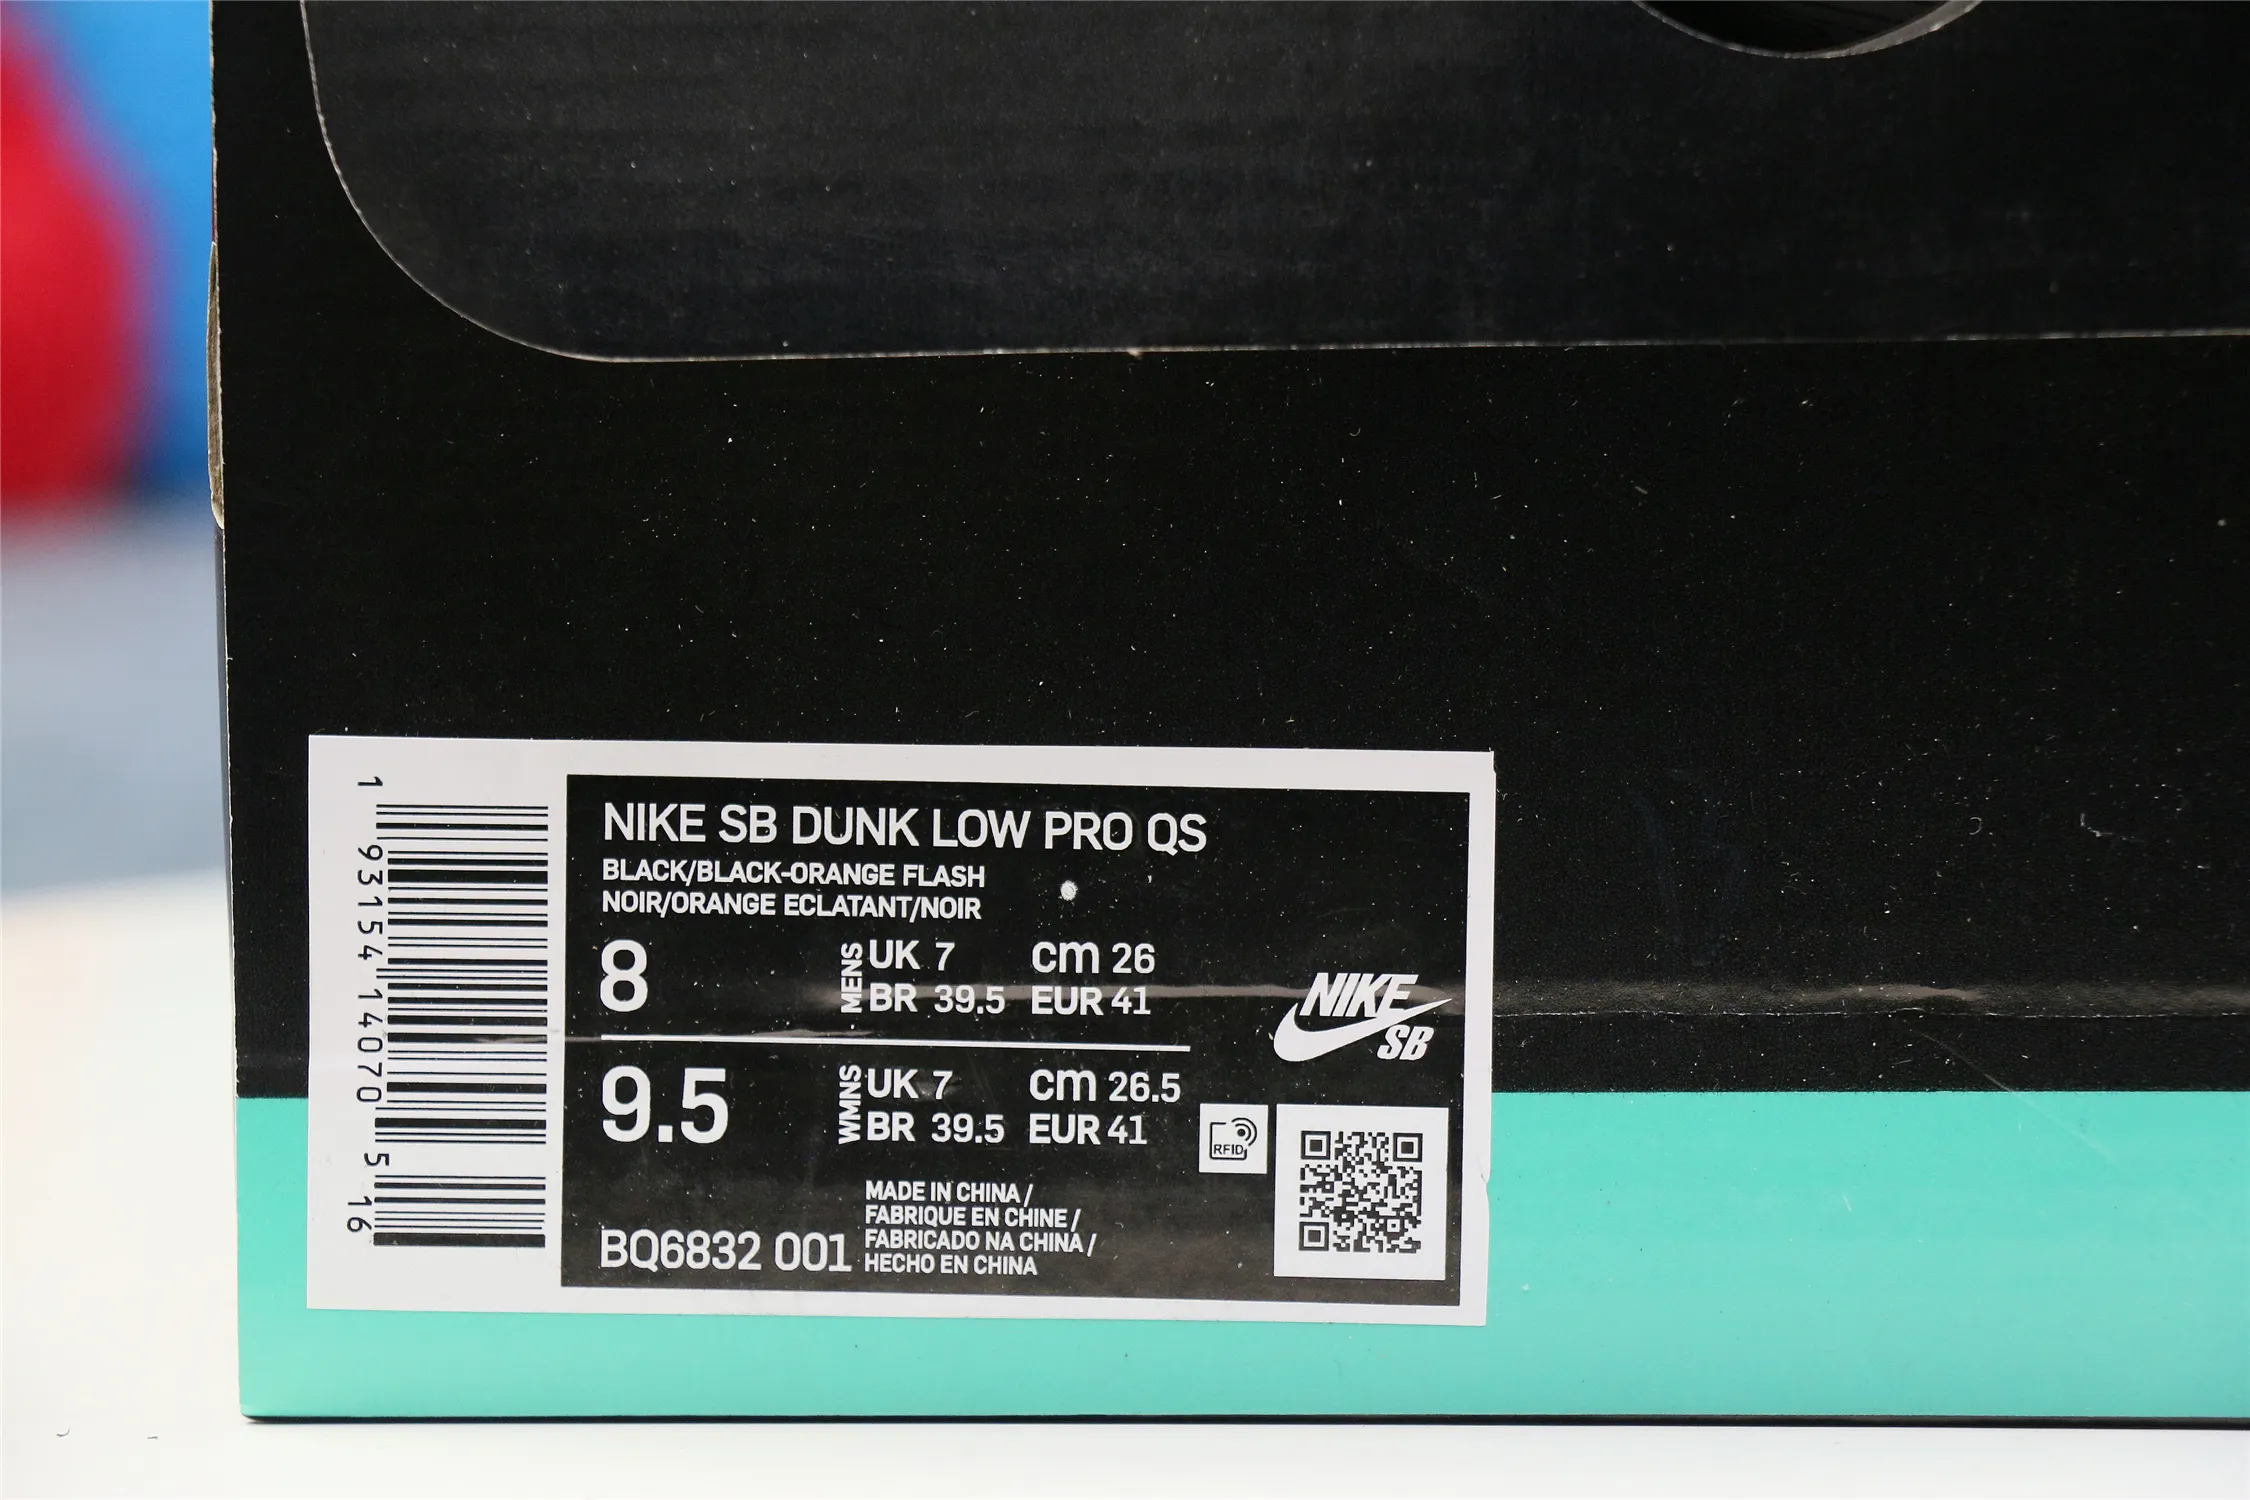 NIKE SB DUNK LOW PRO QS
BLACK/BLACK-ORANGE FLASH
NOIR/ORANGE ECLATANT/NOIR
8 MENS UK 7 cm 26
BR 39.5 EUR 41
NIKE
SB
9.5 WMNS UK 7 cm 26.5
BR 39.5 EUR 41
RFID
MADE IN CHINA /
FABRIQUE EN CHINE /
FABRICADO NA CHINA /
HECHO EN CHINA
BQ6832 001
1 93154 14070 5 16